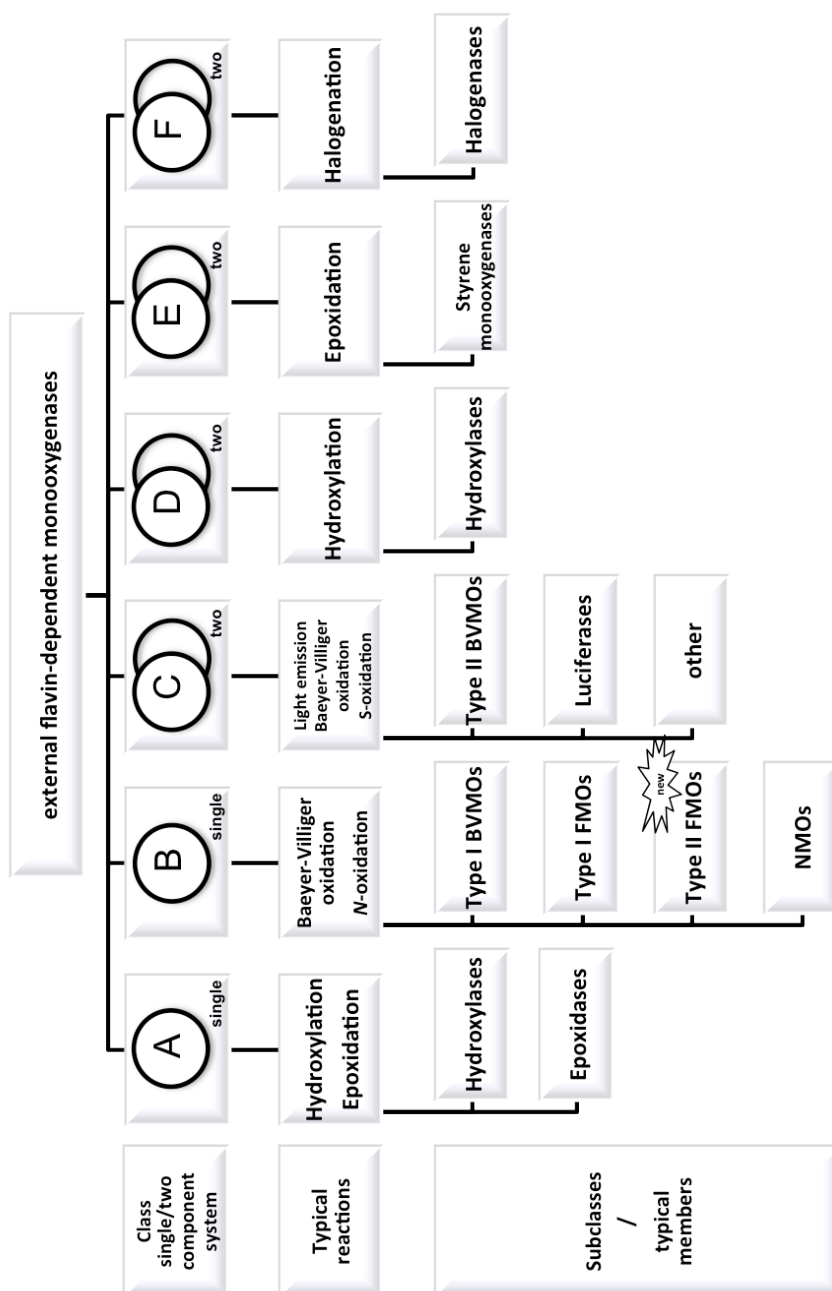 external flavin-dependent monooxygenases
Class
single/two
component
system
A
single
B
single
C
two
D
two
E
two
F
two
Typical
reactions
Hydroxylation
Epoxidation
Baeyer-Villiger
oxidation
N-oxidation
Light emission
Baeyer-Villiger
oxidation
S-oxidation
Hydroxylation
Epoxidation
Halogenation
Subclasses
/
typical
members
Hydroxylases
Epoxidases
Type I BVMOs
Type I FMOs
new
Type II FMOs
NMOs
Type II BVMOs
Luciferases
other
Hydroxylases
Styrene
monooxygenases
Halogenases